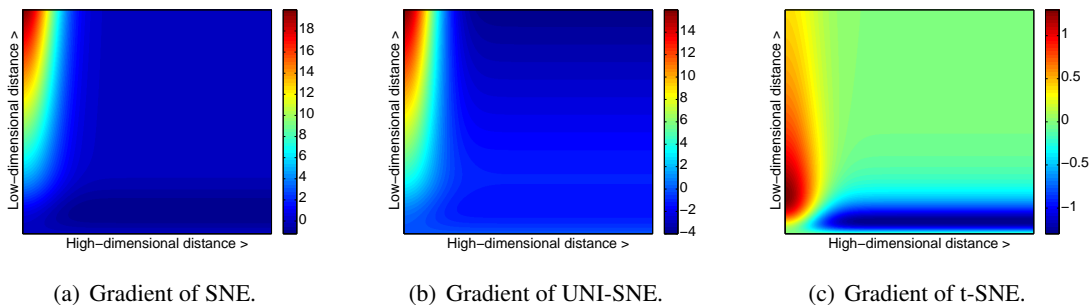 Low−dimensional distance >
High−dimensional distance >
18
16
14
12
10
8
6
4
2
0
(a) Gradient of SNE.
Low−dimensional distance >
High−dimensional distance >
14
12
10
8
6
4
2
0
−2
−4
(b) Gradient of UNI-SNE.
Low−dimensional distance >
High−dimensional distance >
1
0.5
0
−0.5
−1
(c) Gradient of t-SNE.